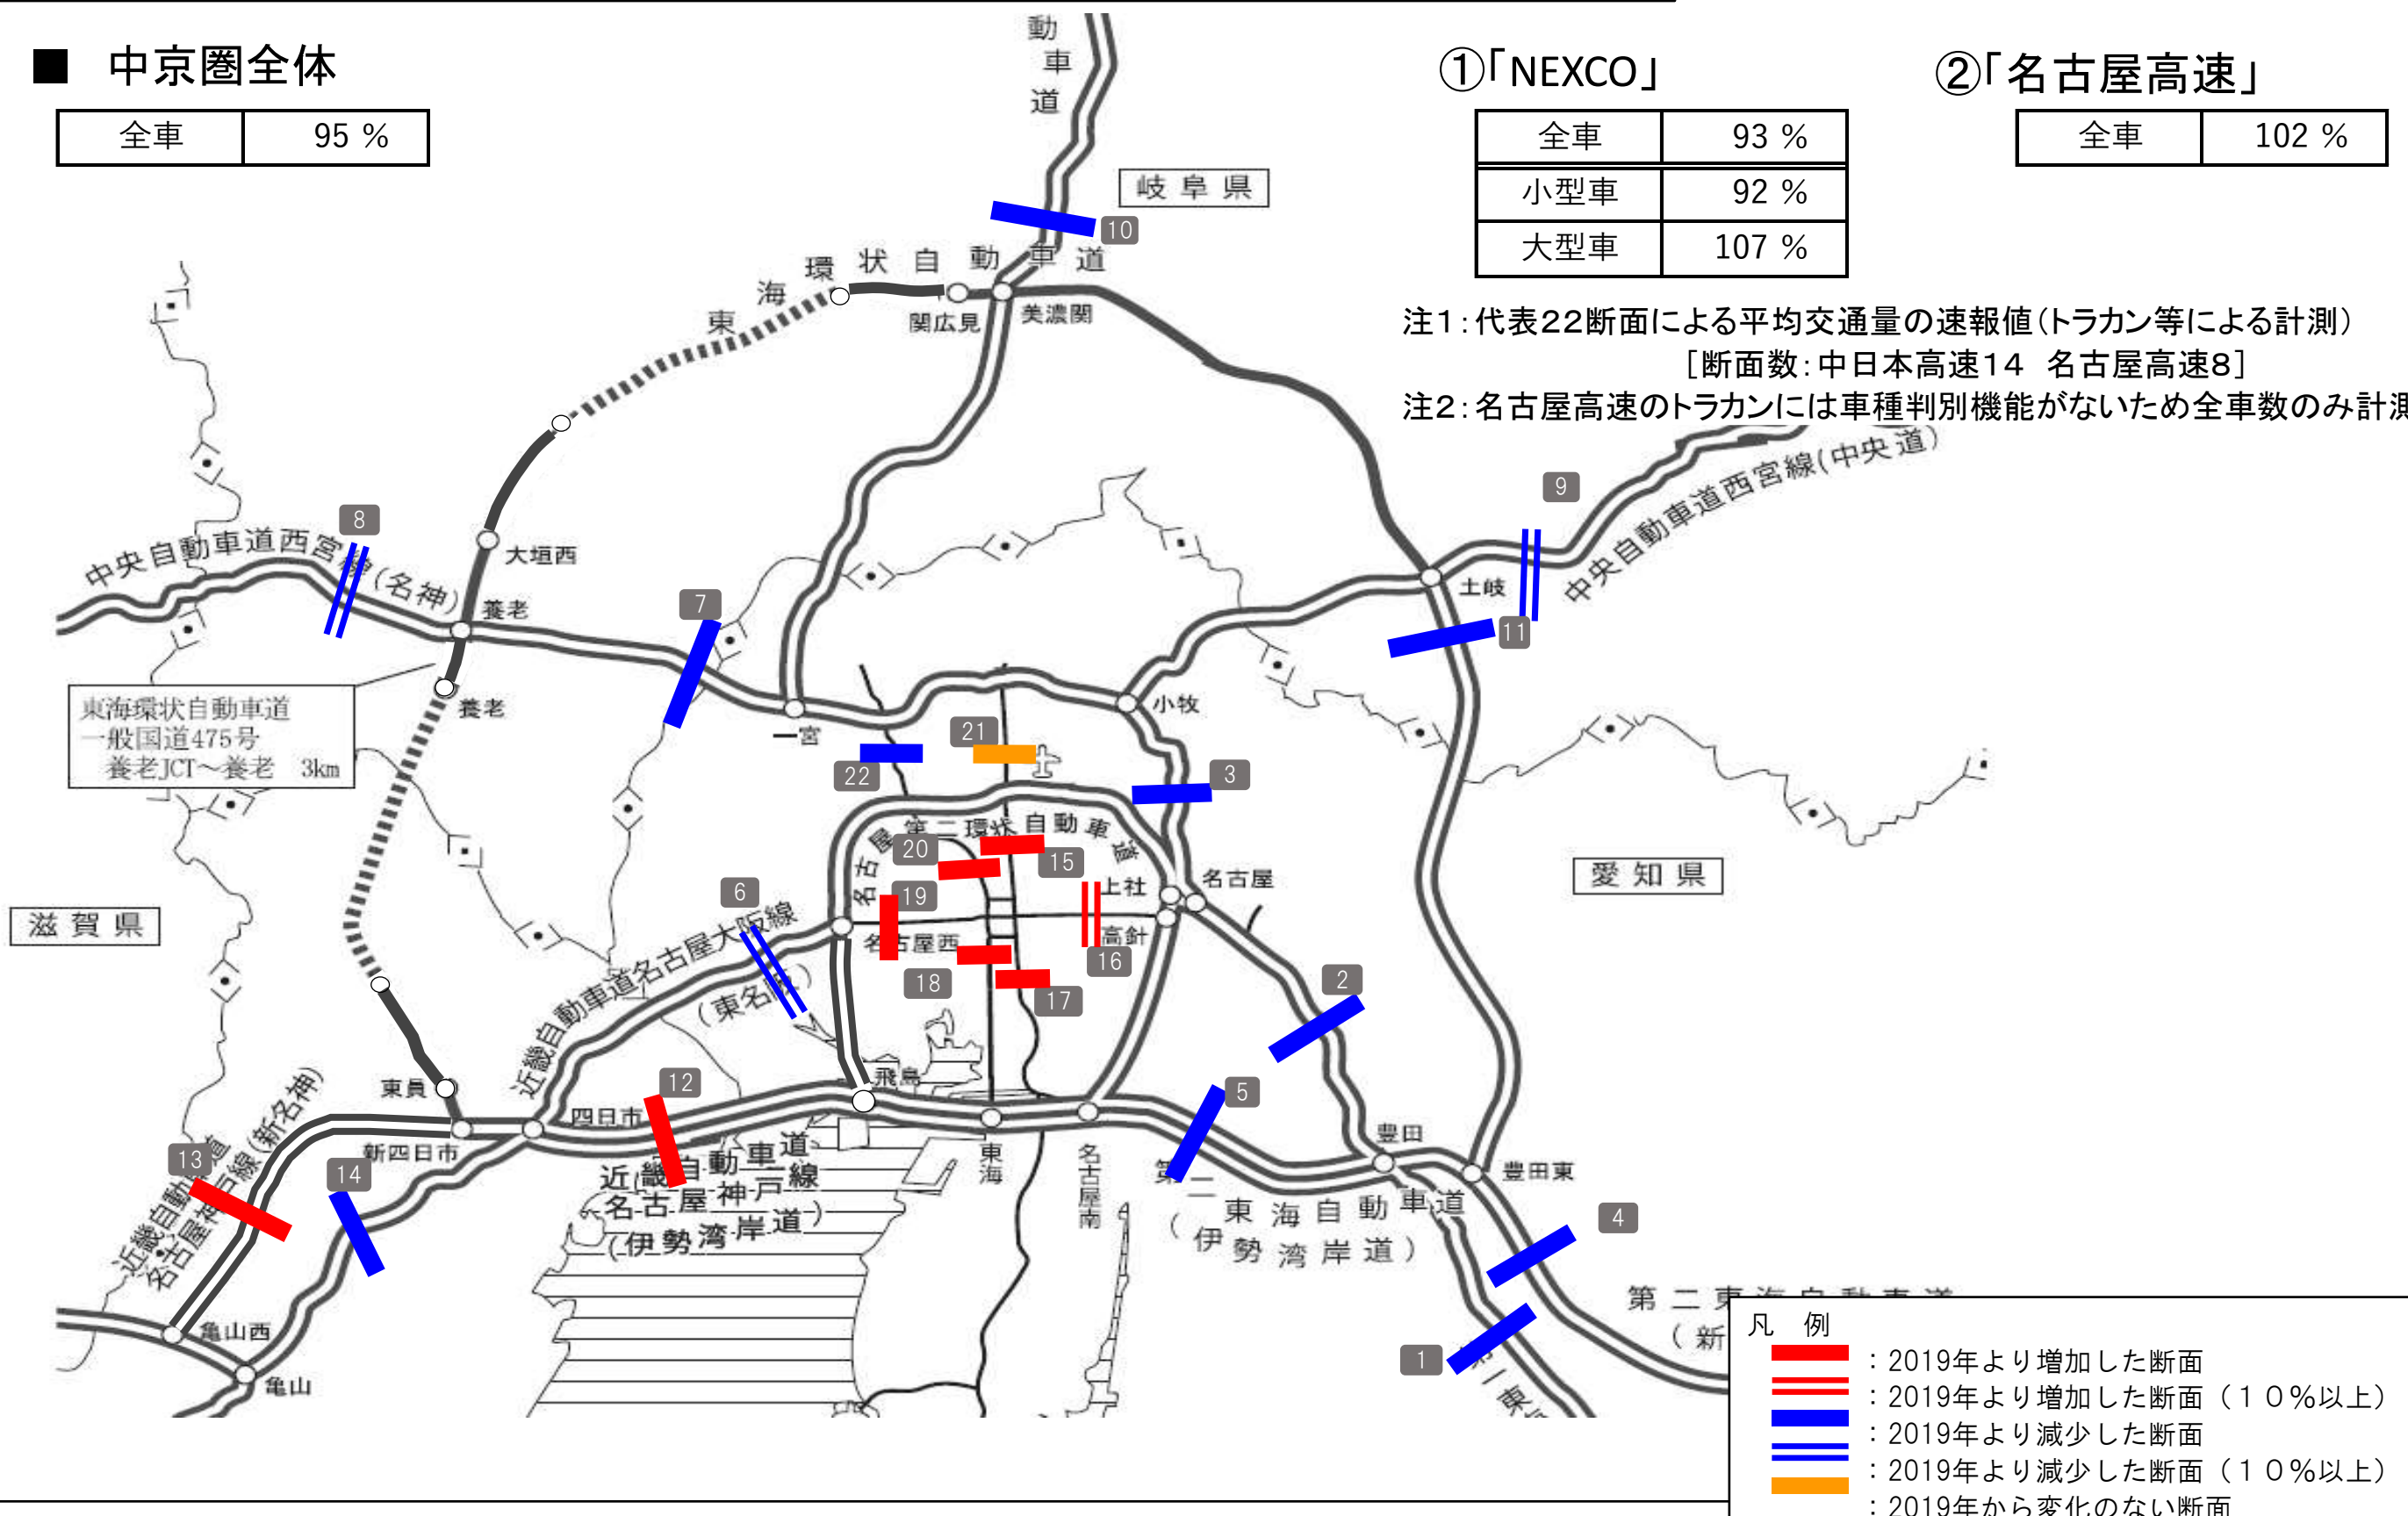 ■ 中京圏全体
全車 95 %
①「NEXCO」
全車 93 %
小型車 92 %
大型車 107 %
②「名古屋高速」
全車 102 %
注1：代表22断面による平均交通量の速報値（トラカン等による計測）
［断面数：中日本高速14 名古屋高速8］
注2：名古屋高速のトラカンには車種判別機能がないため全車数のみ計測
動車道
岐阜県
10
東海環状自動車道
関広見
美濃関
中央自動車道西宮線(中央道)
9
8
中央自動車道西宮線(名神)
大垣西
養老
7
土岐
11
東海環状自動車道
一般国道475号
養老JCT～養老 3km
養老
一宮
小牧
21
22
3
名古屋第二環状自動車道
20
15
19
上社
名古屋
愛知県
滋賀県
6
近畿自動車道名古屋大阪線
(東名阪)
名古屋西
高針
16
18
17
2
東員
飛島
12
四日市
5
新四日市
13
14
近畿自動車道
名古屋神戸線(新名神)
近畿自動車道
名古屋神戸線
(伊勢湾岸道)
東海
名古屋南
豊田
豊田東
第二東海自動車道
(伊勢湾岸道)
4
亀山西
亀山
1
第二東海自動車道
(新
第一東
凡 例
：2019年より増加した断面
：2019年より増加した断面（１０％以上）
：2019年より減少した断面
：2019年より減少した断面（１０％以上）
：2019年から変化のない断面